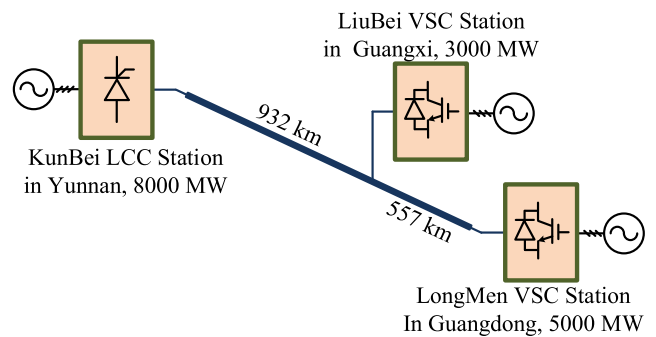 LiuBei VSC Station
in Guangxi, 3000 MW
932 km
KunBei LCC Station
in Yunnan, 8000 MW
557 km
LongMen VSC Station
In Guangdong, 5000 MW